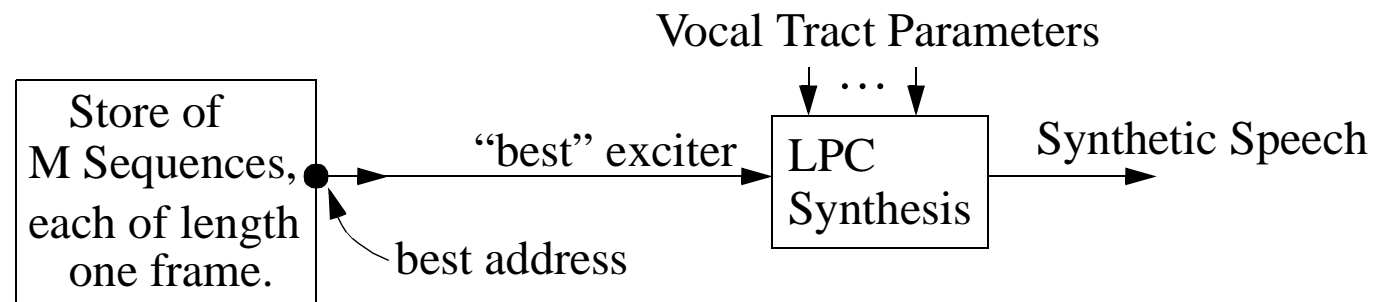 Vocal Tract Parameters
...
Store of
M Sequences,
each of length
one frame.
“best” exciter
best address
LPC
Synthesis
Synthetic Speech